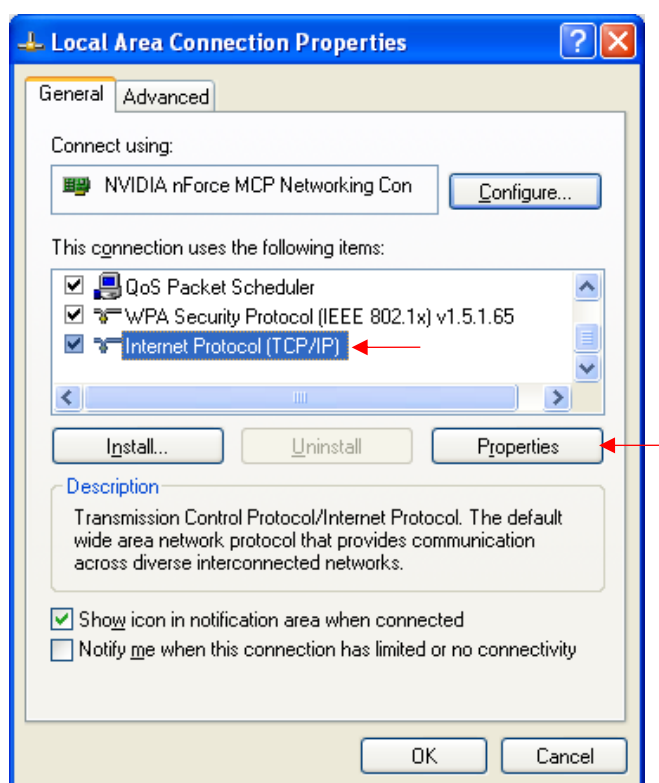 Local Area Connection Properties
General Advanced
Connect using:
NVIDIA nForce MCP Networking Con
Configure...
This connection uses the following items:
QoS Packet Scheduler
WPA Security Protocol (IEEE 802.1x) v1.5.1.65
Internet Protocol (TCP/IP)
Install... Uninstall Properties
Description
Transmission Control Protocol/Internet Protocol. The default
wide area network protocol that provides communication
across diverse interconnected networks.
Show icon in notification area when connected
Notify me when this connection has limited or no connectivity
OK Cancel